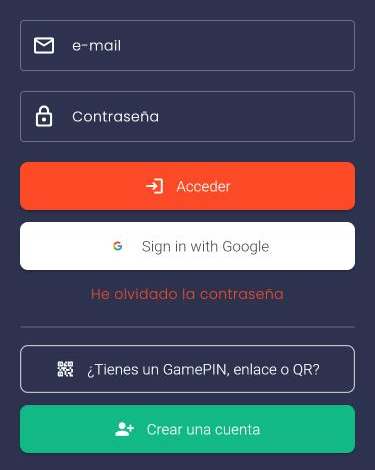 e-mail
Contraseña
Acceder
Sign in with Google
He olvidado la contraseña
¿Tienes un GamePIN, enlace o QR?
Crear una cuenta